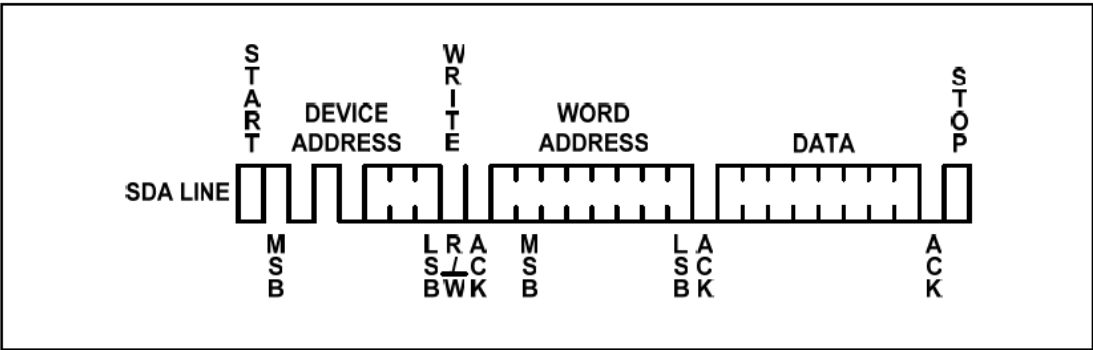 START
DEVICE
ADDRESS
WRITE
WORD
ADDRESS
DATA
STOP
SDA LINE
MSB
LSB
R/W
ACK
MSB
LSB
ACK
ACK